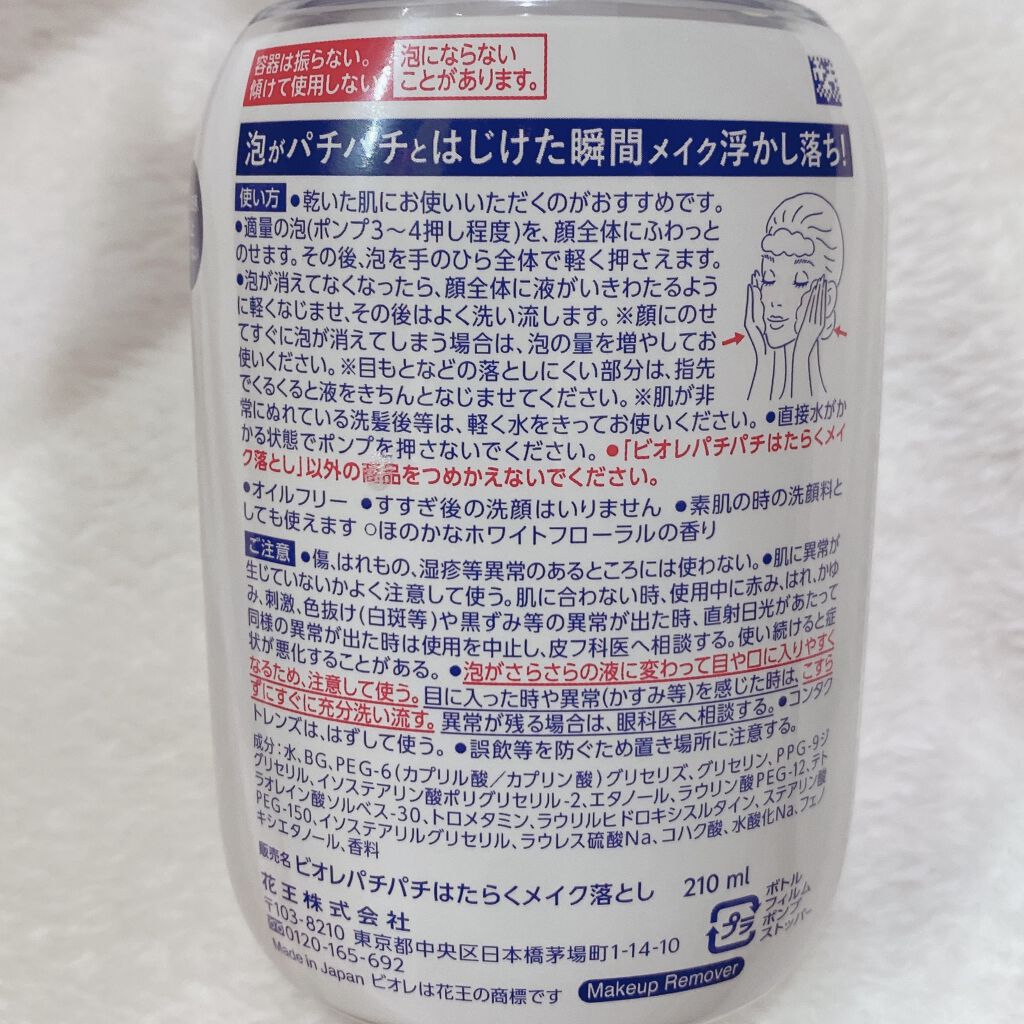 容器は振らない。
傾けて使用しない
泡にならない
ことがあります。
泡がパチパチとはじけた瞬間メイク浮かし落ち!
使い方 ●乾いた肌にお使いいただくのがおすすめです。
●適量の泡(ポンプ3〜4押し程度)を、顔全体にふわっと
のせます。その後、泡を手のひら全体で軽く押さえます。
●泡が消えてなくなったら、顔全体に液がいきわたるよう
に軽くなじませ、その後はよく洗い流します。※顔にのせ
てすぐに泡が消えてしまう場合は、泡の量を増やしてお
使いください。※目もとなどの落としにくい部分は、指先
でくるくると液をきちんとなじませてください。※肌が非
常にぬれている洗髪後等は、軽く水をきってお使いください。●直接水がか
かる状態でポンプを押さないでください。●「ビオレパチパチはたらくメイ
ク落とし」以外の商品をつめかえないでください。
●オイルフリー ●すすぎ後の洗顔はいりません ●素肌の時の洗顔料と
しても使えます ○ほのかなホワイトフローラルの香り
ご注意 ●傷、はれもの、湿疹等異常のあるところには使わない。●肌に異常が
生じていないかよく注意して使う。肌に合わない時、使用中に赤み、はれ、かゆ
み、刺激、色抜け(白斑等)や黒ずみ等の異常が出た時、直射日光があたって
同様の異常が出た時は使用を中止し、皮フ科医へ相談する。使い続けると症
状が悪化することがある。●泡がさらさらの液に変わって目や口に入りやすく
なるため、注意して使う。目に入った時や異常(かすみ等)を感じた時は、こすら
ずにすぐに充分洗い流す。異常が残る場合は、眼科医へ相談する。●コンタク
トレンズは、はずして使う。●誤飲等を防ぐため置き場所に注意する。
成分:水、BG、PEG-6(カプリル酸/カプリン酸)グリセリズ、グリセリン、PPG-9ジ
グリセリル、イソステアリン酸ポリグリセリル-2、エタノール、ラウリン酸PEG-12、テト
ラオレイン酸ソルベス-30、トロメタミン、ラウリルヒドロキシスルタイン、ステアリン酸
PEG-150、イソステアリルグリセリル、ラウレス硫酸Na、コハク酸、水酸化Na、フェノ
キシエタノール、香料
販売名 ビオレパチパチはたらくメイク落とし 210 ml
花王株式会社
〒103-8210 東京都中央区日本橋茅場町1-14-10
0120-165-692
Made in Japan ビオレは花王の商標です
プラ
ボトル
フィルム
ポンプ
ストッパー
Makeup Remover